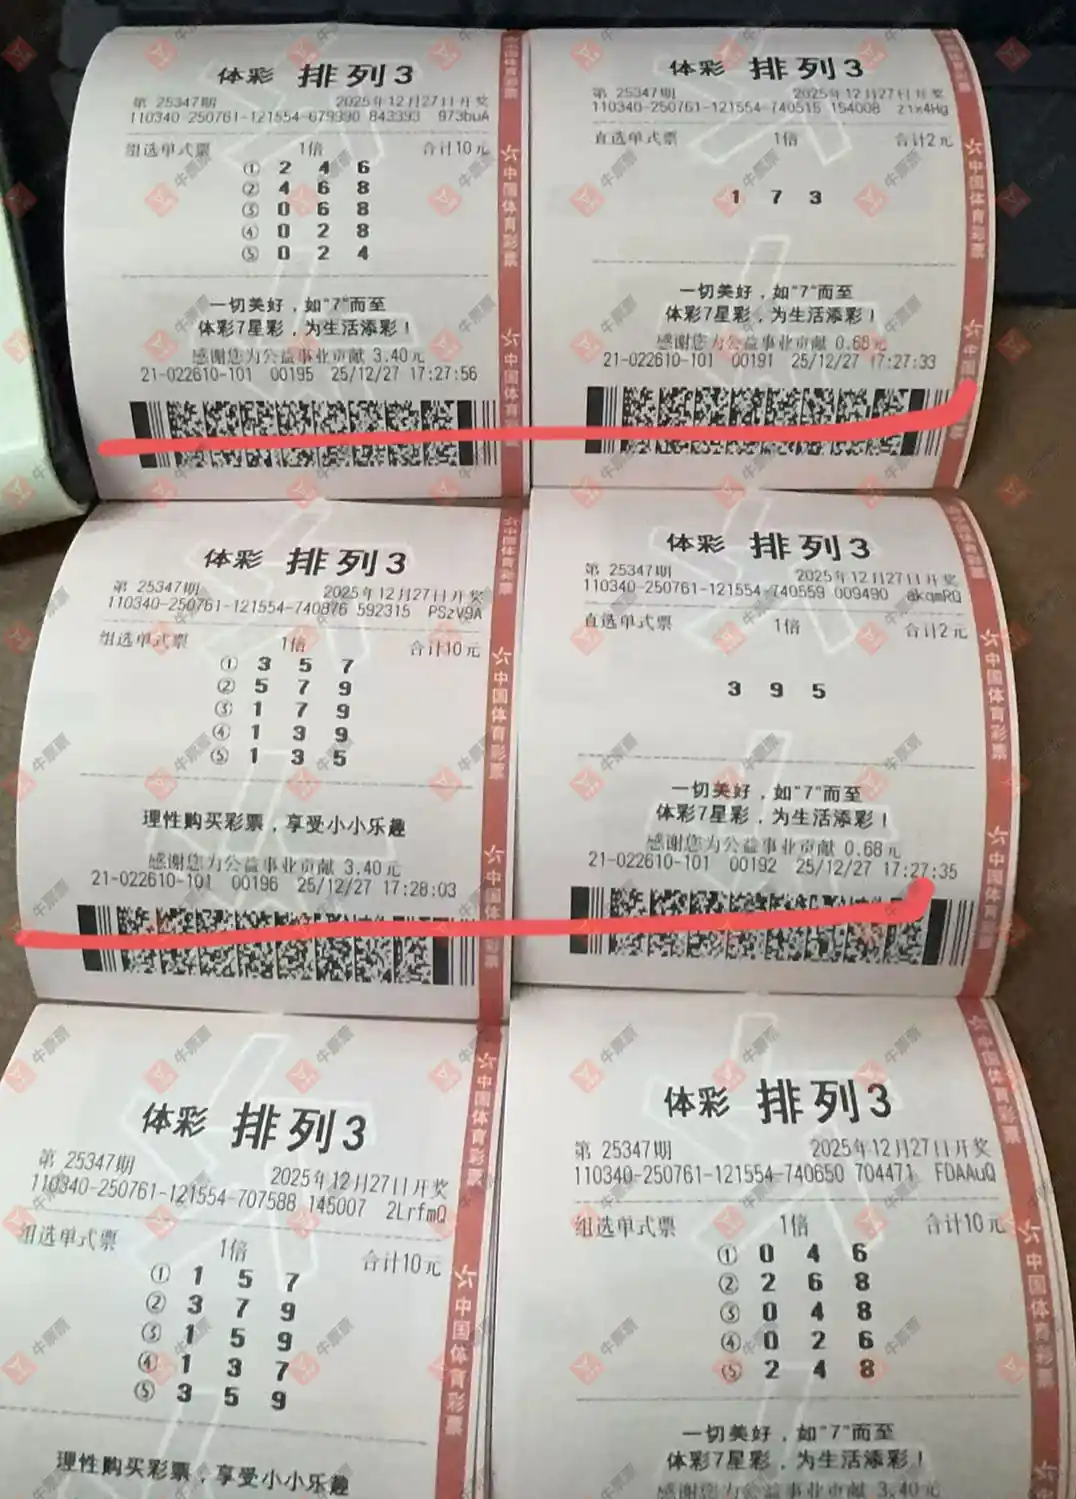 体彩 排列3
第 25347期 2025年12月27日开奖
110340-250761-121554-679390 843393 973buA
组选单式票 1倍 合计10元
① 2 4 6
② 4 6 8
③ 0 6 8
④ 0 2 8
⑤ 0 2 4
一切美好，如“7”而至
体彩7星彩，为生活添彩！
感谢您为公益事业贡献 3.40元
21-022610-101 00195 25/12/27 17:27:56
体彩 排列3
第 25347期 2025年12月27日开奖
110340-250761-121554-740515 154008 z1x4Hg
直选单式票 1倍 合计2元
1 7 3
一切美好，如“7”而至
体彩7星彩，为生活添彩！
感谢您为公益事业贡献 0.68元
21-022610-101 00191 25/12/27 17:27:33
体彩 排列3
第 25347期 2025年12月27日开奖
110340-250761-121554-740876 592315 PSzV9A
组选单式票 1倍 合计10元
① 3 5 7
② 5 7 9
③ 1 7 9
④ 1 3 9
⑤ 1 3 5
理性购买彩票，享受小小乐趣
感谢您为公益事业贡献 3.40元
21-022610-101 00196 25/12/27 17:28:03
体彩 排列3
第 25347期 2025年12月27日开奖
110340-250761-121554-740559 009490 akqmRQ
直选单式票 1倍 合计2元
3 9 5
一切美好，如“7”而至
体彩7星彩，为生活添彩！
感谢您为公益事业贡献 0.68元
21-022610-101 00192 25/12/27 17:27:35
体彩 排列3
第 25347期 2025年12月27日开奖
110340-250761-121554-707588 145007 2LrfmQ
组选单式票 1倍 合计10元
① 1 5 7
② 3 7 9
③ 1 5 9
④ 1 3 7
⑤ 3 5 9
理性购买彩票，享受小小乐趣
体彩 排列3
第 25347期 2025年12月27日开奖
110340-250761-121554-740650 704471 FDAAuQ
组选单式票 1倍 合计10元
① 0 4 6
② 2 6 8
③ 0 4 8
④ 0 2 6
⑤ 2 4 8
一切美好，如“7”而至
体彩7星彩，为生活添彩！
感谢您为公益事业贡献 3.40元
中国体育彩票
牛票票